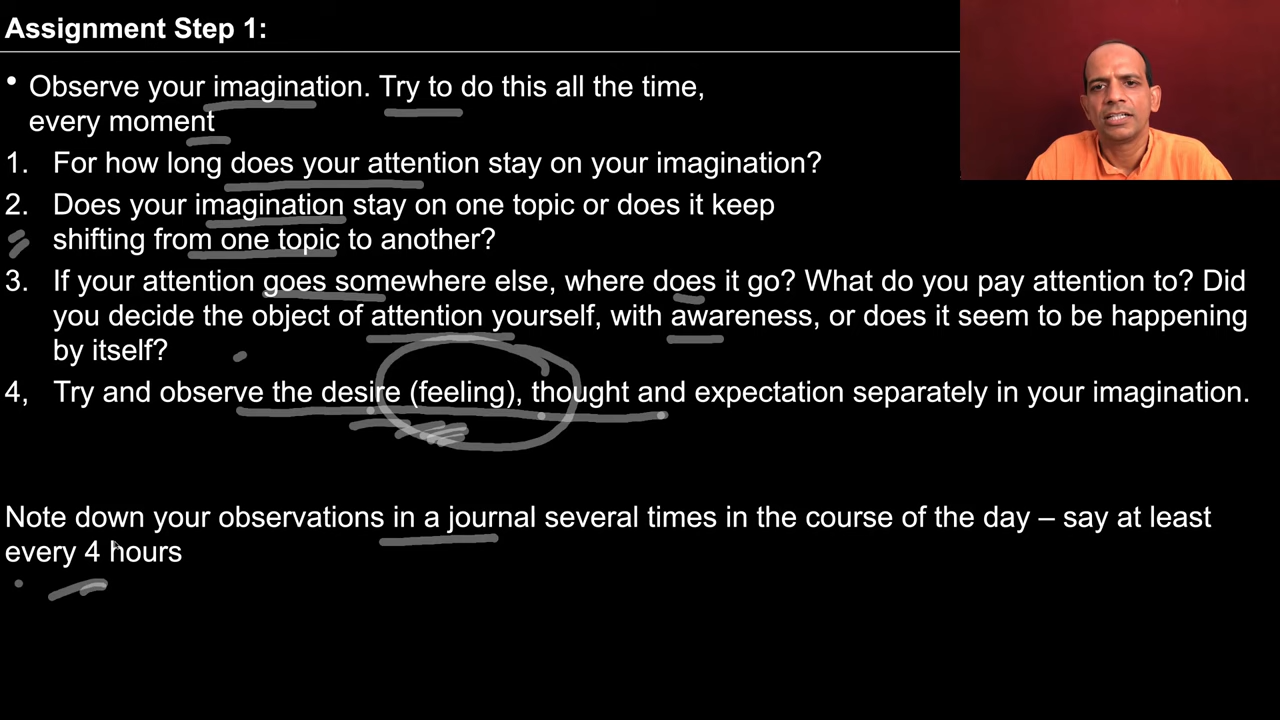 Assignment Step 1:
• Observe your imagination. Try to do this all the time,
every moment
1. For how long does your attention stay on your imagination?
2. Does your imagination stay on one topic or does it keep
shifting from one topic to another?
3. If your attention goes somewhere else, where does it go? What do you pay attention to? Did
you decide the object of attention yourself, with awareness, or does it seem to be happening
by itself?
4, Try and observe the desire (feeling), thought and expectation separately in your imagination.
Note down your observations in a journal several times in the course of the day – say at least
every 4 hours